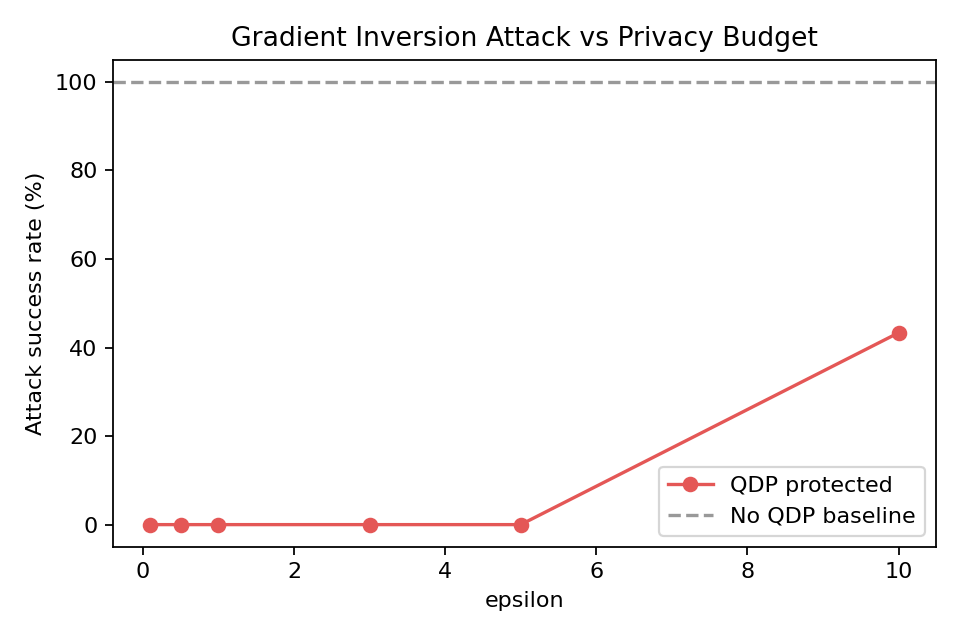 Gradient Inversion Attack vs Privacy Budget
Attack success rate (%)
100
80
60
40
20
0
QDP protected
No QDP baseline
0 2 4 6 8 10
epsilon